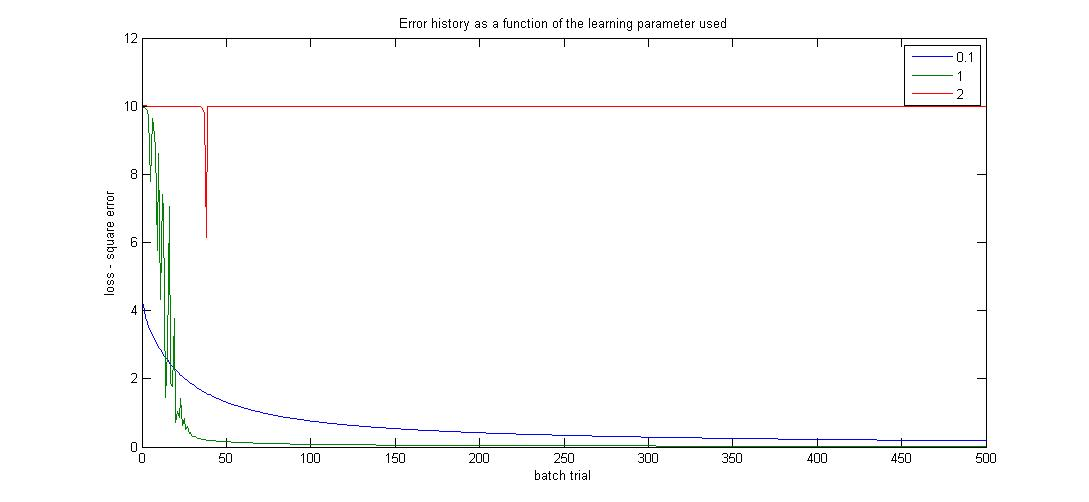 Error history as a function of the learning parameter used
12
10
8
6
4
2
0
loss - square error
0.1
1
2
0 50 100 150 200 250 300 350 400 450 500
batch trial